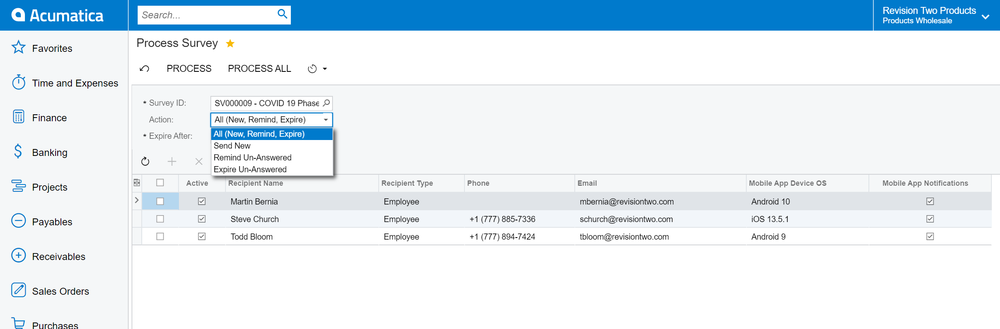 Acumatica
Search...
Revision Two Products
Products Wholesale
Favorites
Time and Expenses
Finance
Banking
Projects
Payables
Receivables
Sales Orders
Purchases
Process Survey
PROCESS PROCESS ALL
* Survey ID: SV000009 - COVID 19 Phase
Action: All (New, Remind, Expire)
* Expire After:
All (New, Remind, Expire)
Send New
Remind Un-Answered
Expire Un-Answered
Active Recipient Name Recipient Type Phone Email Mobile App Device OS Mobile App Notifications
Martin Bernia Employee mbernia@revisiontwo.com Android 10
Steve Church Employee +1 (777) 885-7336 schurch@revisiontwo.com iOS 13.5.1
Todd Bloom Employee +1 (777) 894-7424 tbloom@revisiontwo.com Android 9